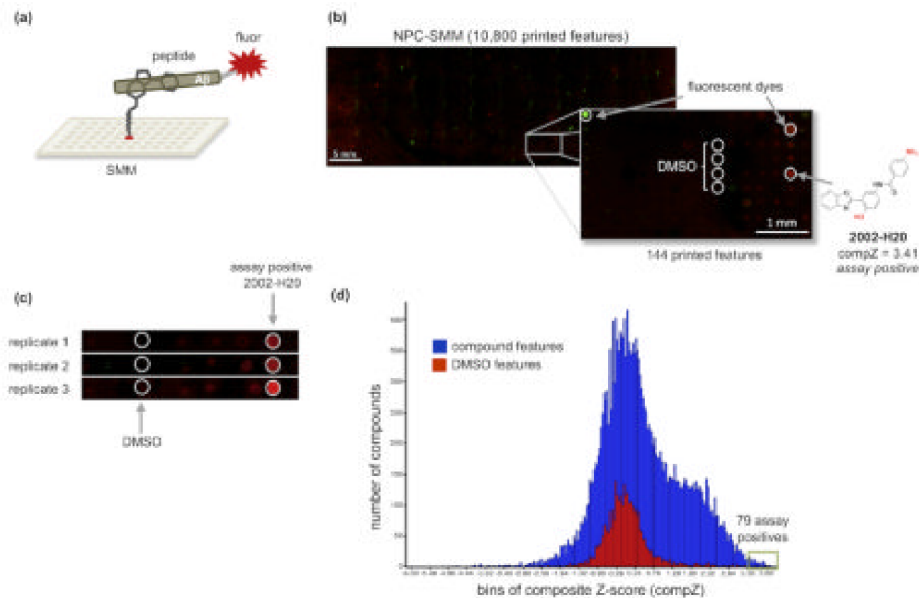 (a)
fluor
peptide
Ab
SMM
(b)
NPC-SMM (10,800 printed features)
fluorescent dyes
5 mm
DMSO
1 mm
144 printed features
2002-H20
compZ = 3.41
assay positive
(c)
assay positive
2002-H20
replicate 1
replicate 2
replicate 3
DMSO
(d)
compound features
DMSO features
number of compounds
79 assay
positives
bins of composite Z-score (compZ)